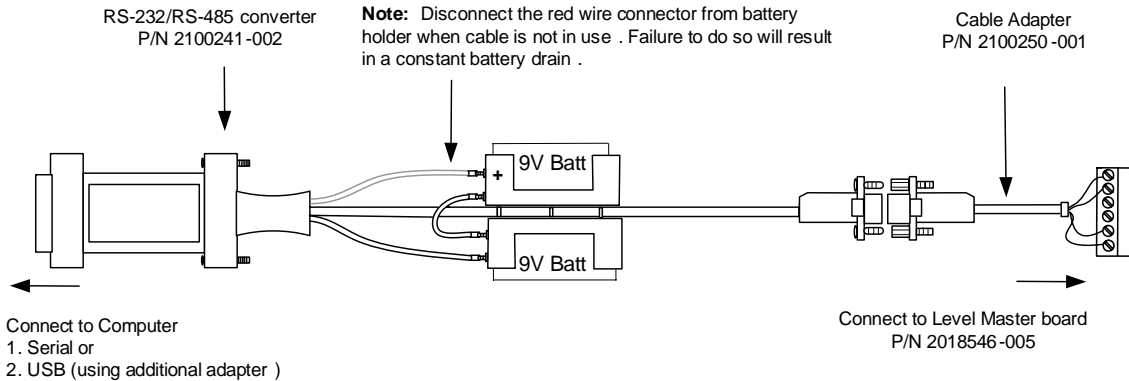 RS-232/RS-485 converter
P/N 2100241-002
Note: Disconnect the red wire connector from battery
holder when cable is not in use . Failure to do so will result
in a constant battery drain .
Cable Adapter
P/N 2100250 -001
9V Batt
+
9V Batt
Connect to Computer
1. Serial or
2. USB (using additional adapter )
Connect to Level Master board
P/N 2018546-005